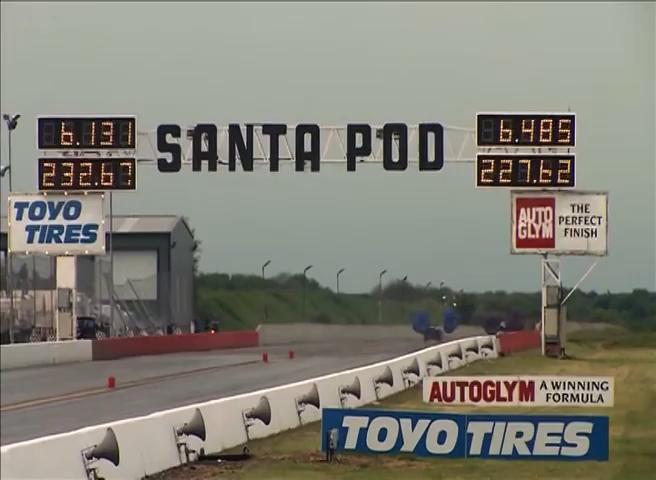 6.131
232.67
SANTA POD
6.485
227.62
TOYO
TIRES
AUTO
GLYM
THE
PERFECT
FINISH
AUTOGLYM A WINNING
FORMULA
TOYO TIRES